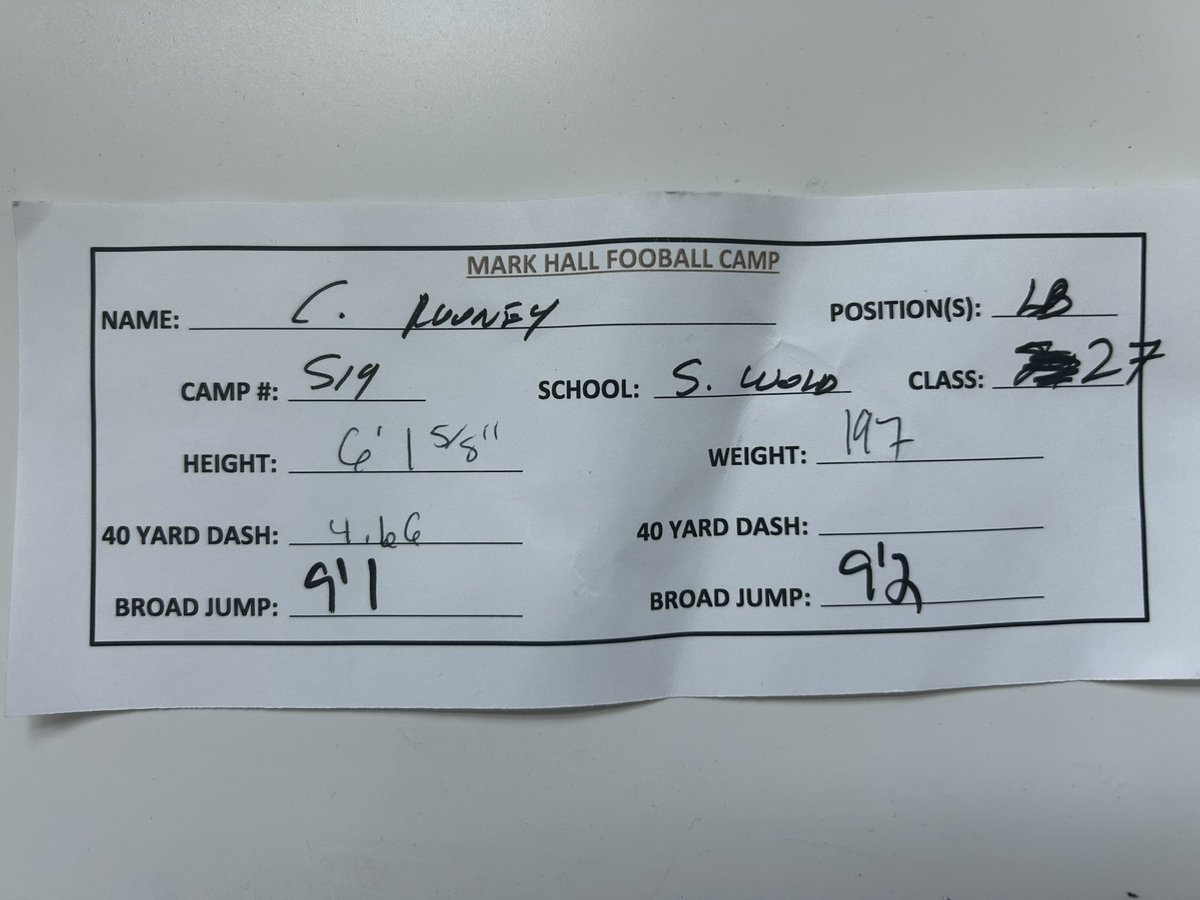 MARK HALL FOOBALL CAMP
NAME: C. ROONEY POSITION(S): LB
CAMP #: 519 SCHOOL: S. WOLD CLASS: 27
HEIGHT: 6'1 5/8" WEIGHT: 197
40 YARD DASH: 4.66 40 YARD DASH:
BROAD JUMP: 9'1 BROAD JUMP: 9'2